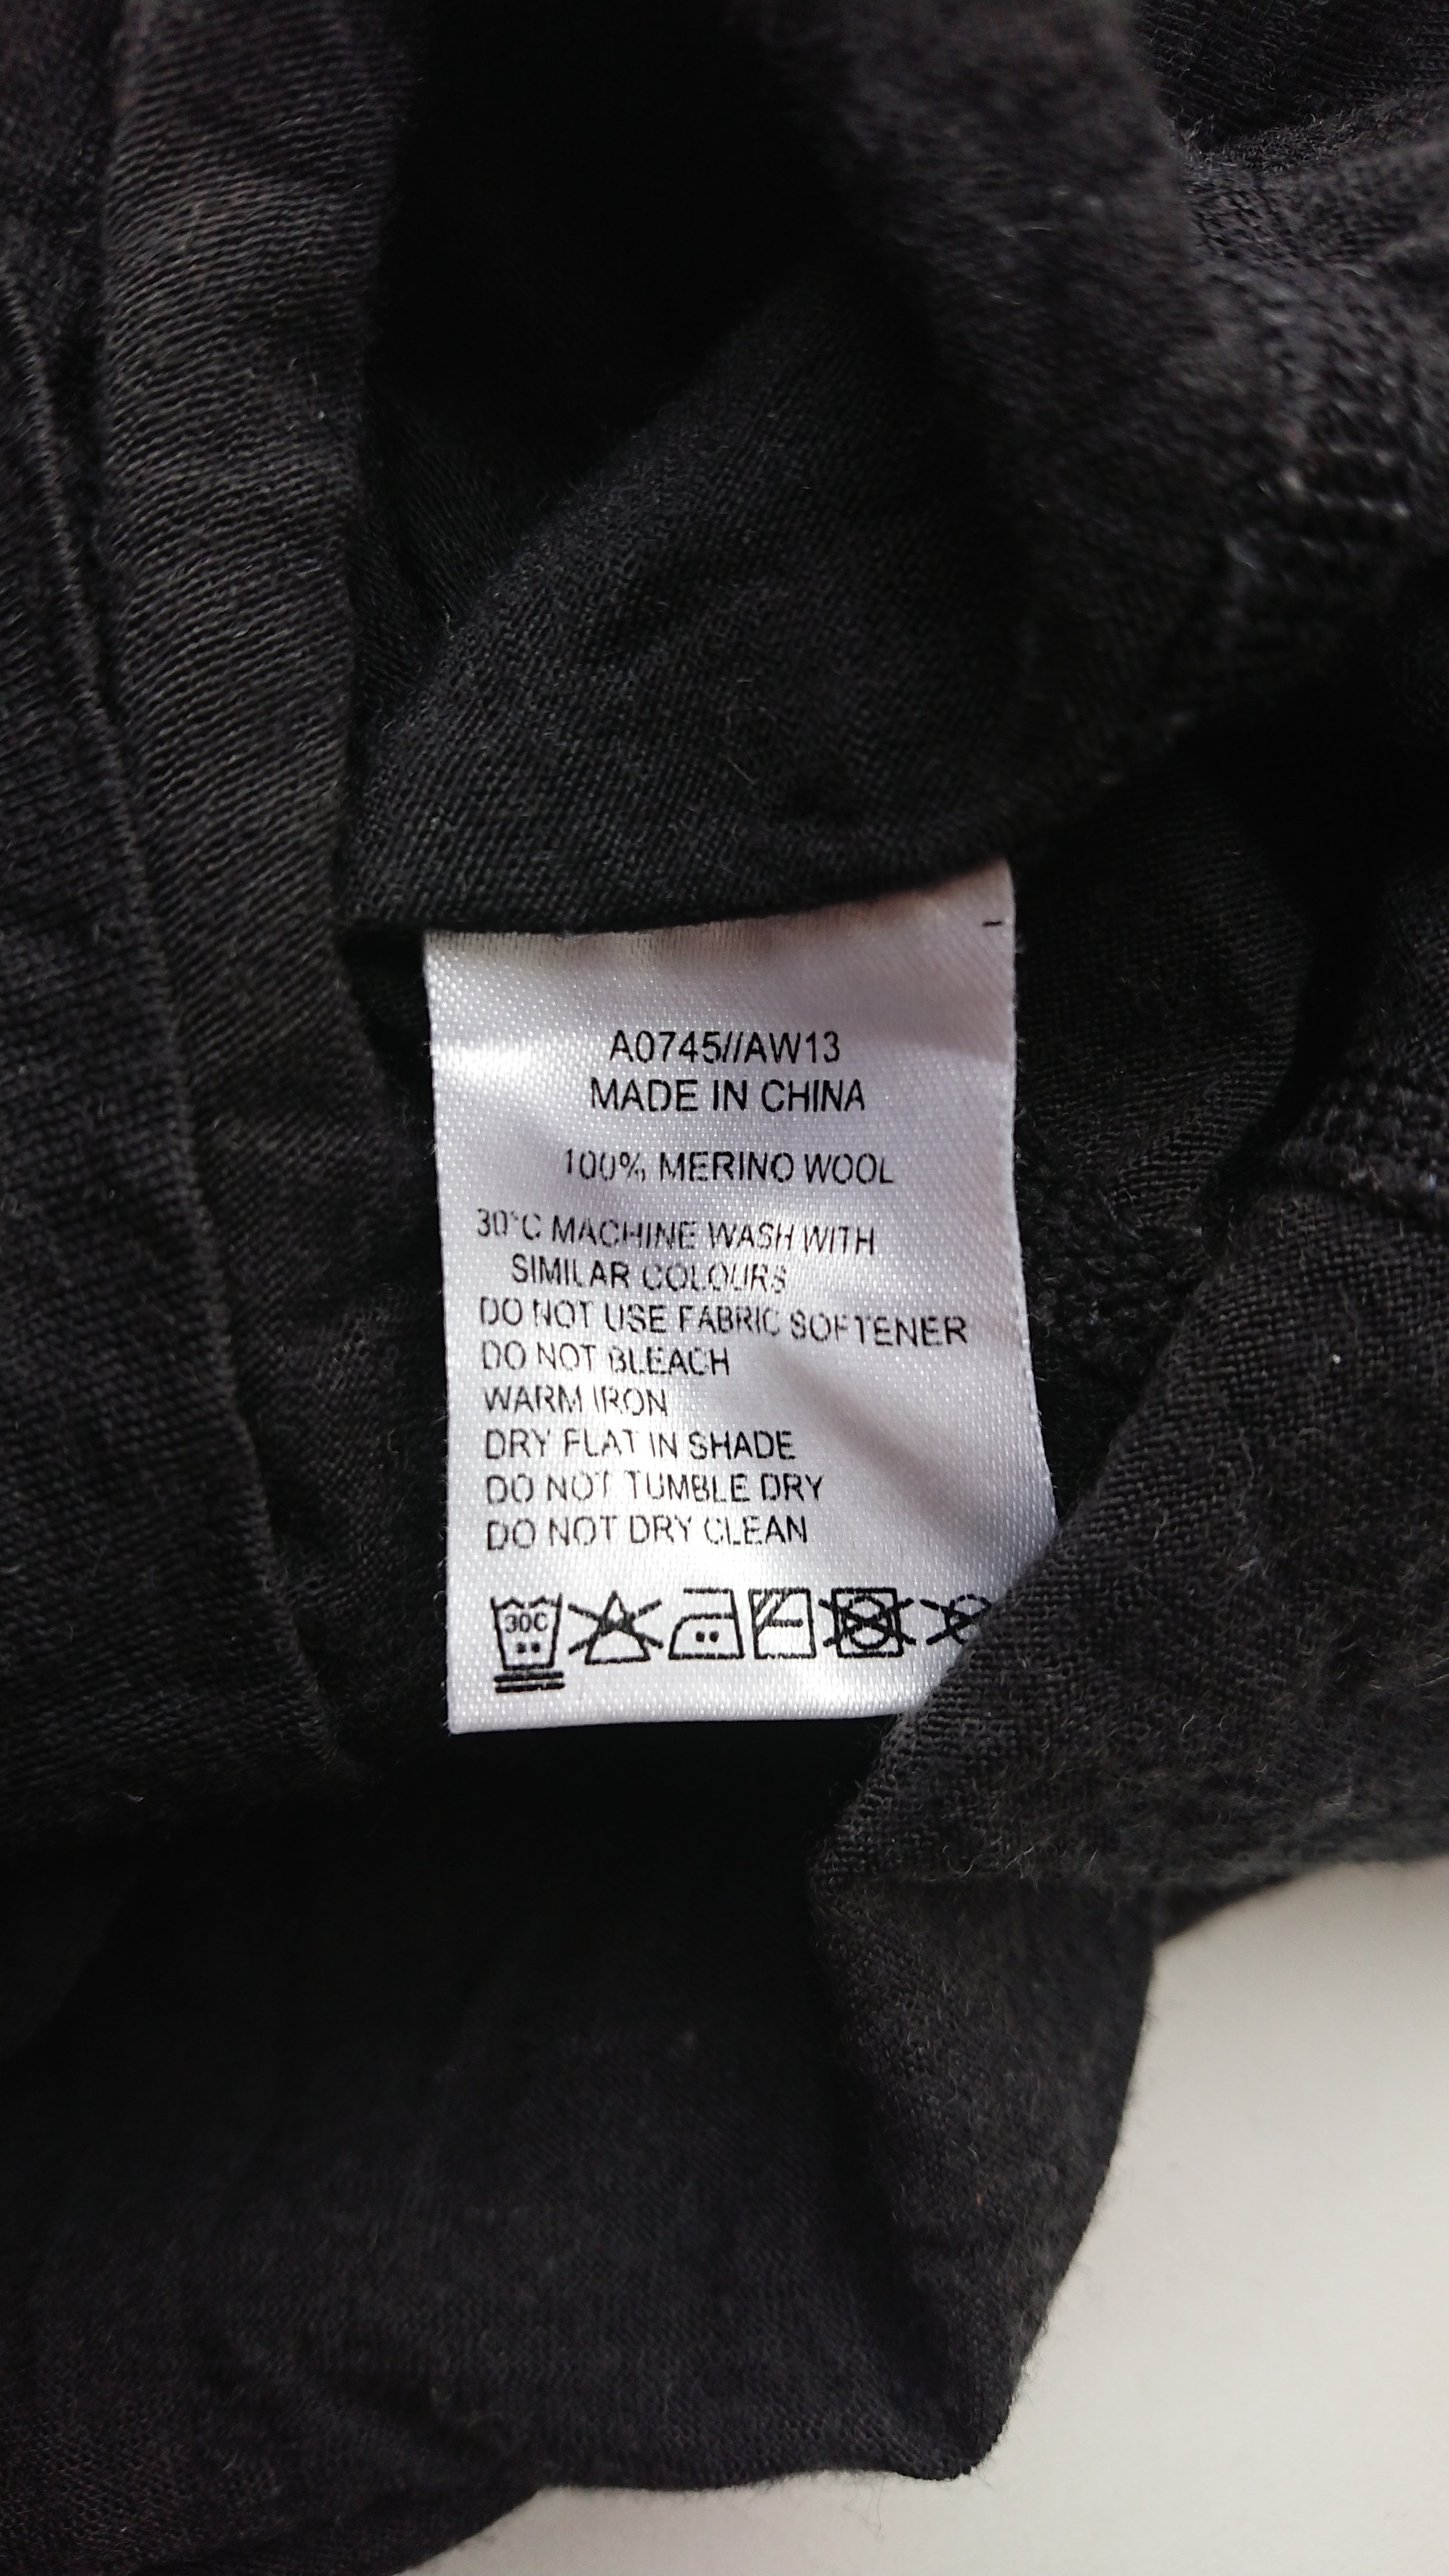 A0745//AW13
MADE IN CHINA
100% MERINO WOOL
30°C MACHINE WASH WITH
SIMILAR COLOURS
DO NOT USE FABRIC SOFTENER
DO NOT BLEACH
WARM IRON
DRY FLAT IN SHADE
DO NOT TUMBLE DRY
DO NOT DRY CLEAN
30C